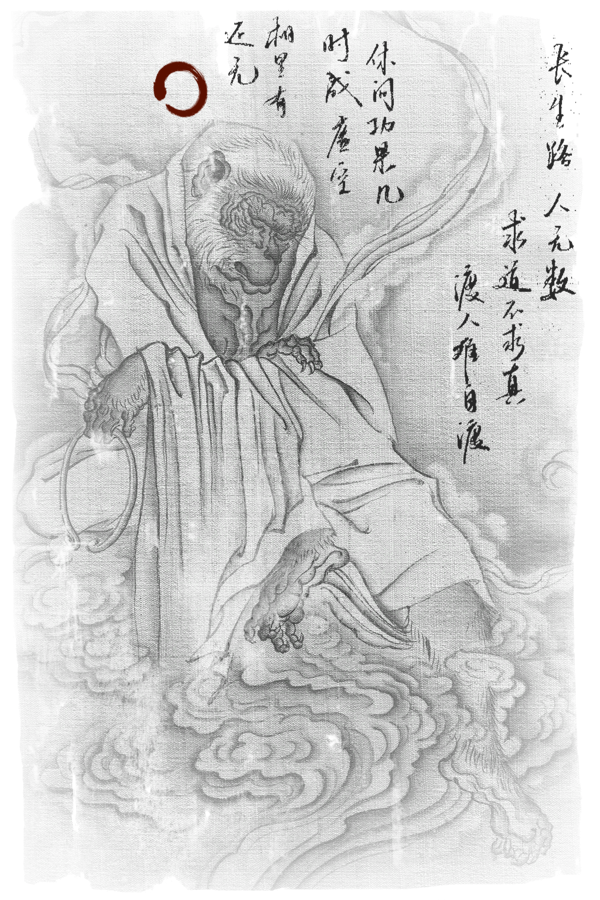 长生路 人无数
求道不求真
渡人难自渡
休问功果几
时成虚空
相里有
还无